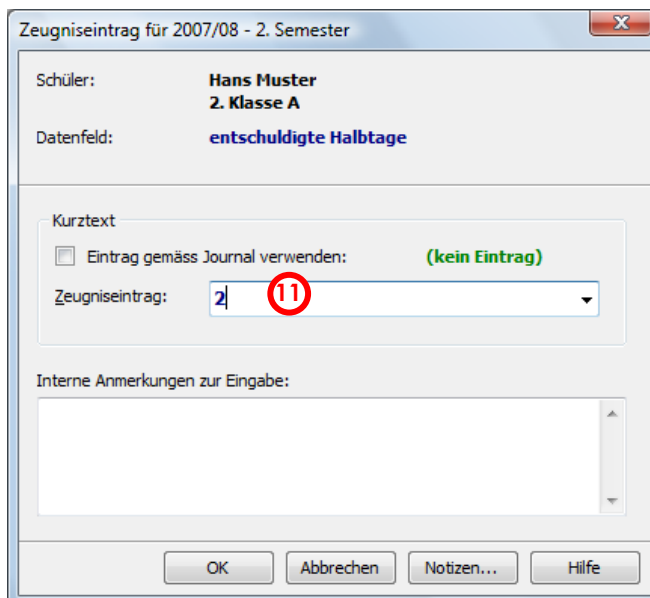 Zeugniseintrag für 2007/08 - 2. Semester
Schüler: Hans Muster
2. Klasse A
Datenfeld: entschuldigte Halbtage
Kurztext
Eintrag gemäss Journal verwenden: (kein Eintrag)
Zeugniseintrag: 2 11
Interne Anmerkungen zur Eingabe:
OK Abbrechen Notizen... Hilfe